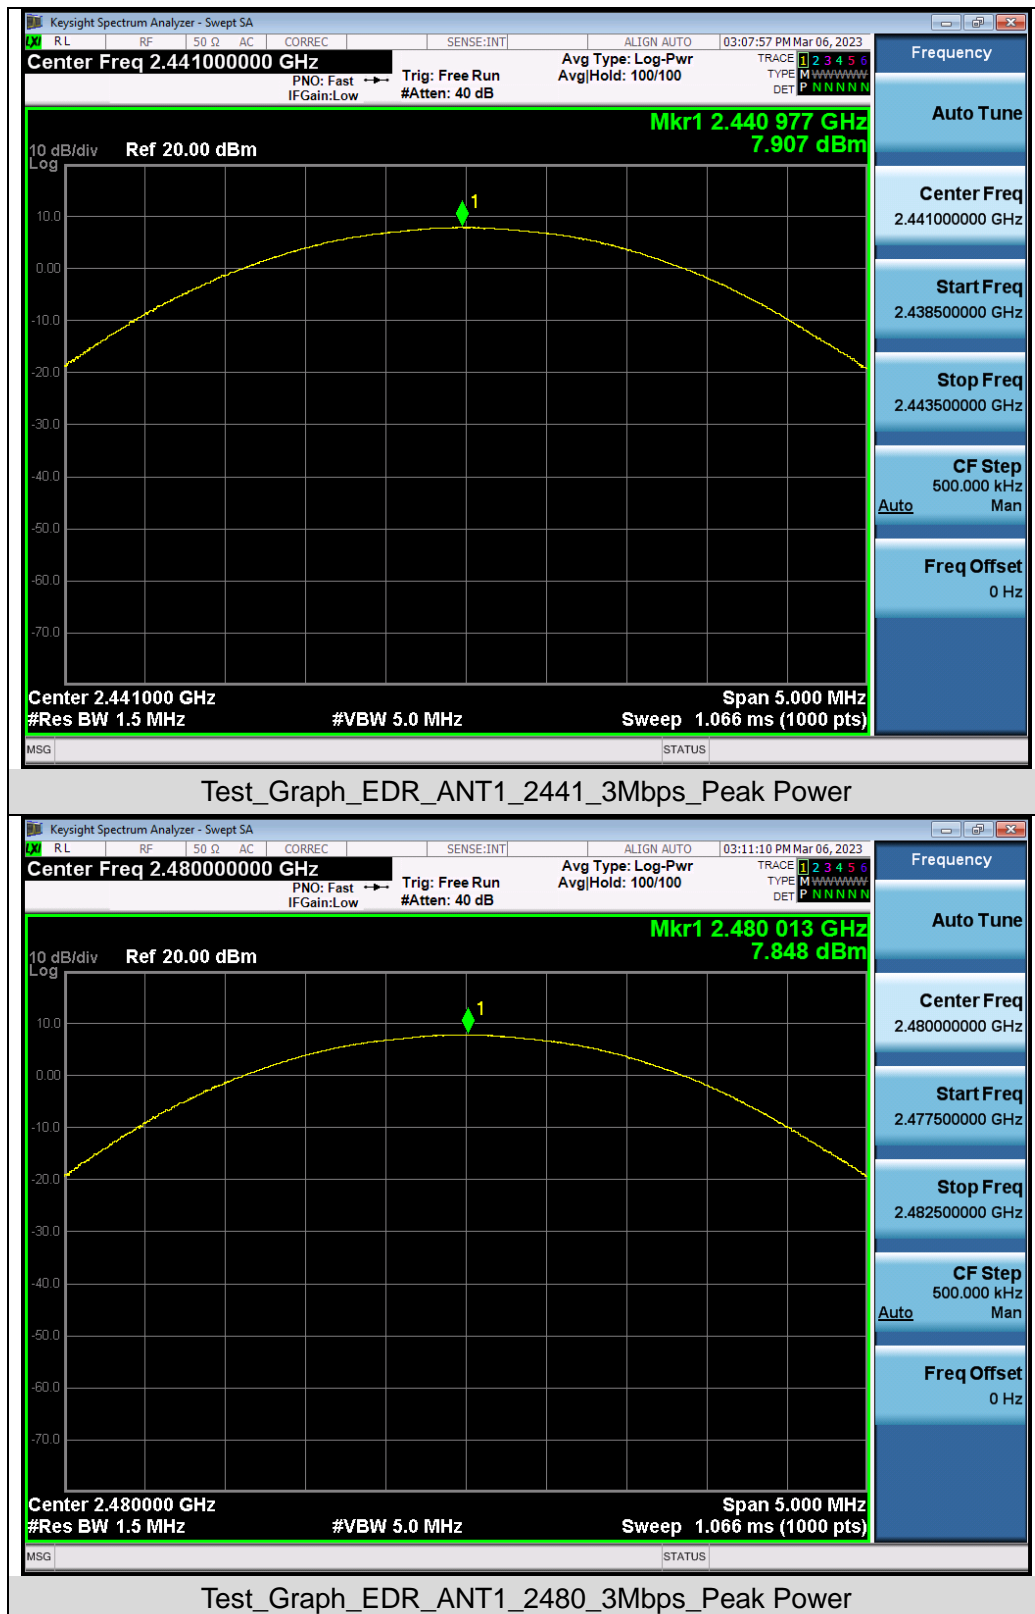 Keysight Spectrum Analyzer - Swept SA
LXI RL RF 50 Ω AC CORREC SENSE:INT ALIGN AUTO 03:07:57 PM Mar 06, 2023
Center Freq 2.441000000 GHz
PNO: Fast
IFGain:Low
Trig: Free Run
#Atten: 40 dB
Avg Type: Log-Pwr
Avg|Hold: 100/100
TRACE 1 2 3 4 5 6
TYPE M WWWWW
DET P N N N N N
Mkr1 2.440 977 GHz
7.907 dBm
10 dB/div Ref 20.00 dBm
Log
1
10.0
0.00
-10.0
-20.0
-30.0
-40.0
-50.0
-60.0
-70.0
Center 2.441000 GHz Span 5.000 MHz
#Res BW 1.5 MHz #VBW 5.0 MHz Sweep 1.066 ms (1000 pts)
MSG STATUS
Frequency
Auto Tune
Center Freq
2.441000000 GHz
Start Freq
2.438500000 GHz
Stop Freq
2.443500000 GHz
CF Step
500.000 kHz
Auto Man
Freq Offset
0 Hz
Test_Graph_EDR_ANT1_2441_3Mbps_Peak Power
Keysight Spectrum Analyzer - Swept SA
LXI RL RF 50 Ω AC CORREC SENSE:INT ALIGN AUTO 03:11:10 PM Mar 06, 2023
Center Freq 2.480000000 GHz
PNO: Fast
IFGain:Low
Trig: Free Run
#Atten: 40 dB
Avg Type: Log-Pwr
Avg|Hold: 100/100
TRACE 1 2 3 4 5 6
TYPE M WWWWW
DET P N N N N N
Mkr1 2.480 013 GHz
7.848 dBm
10 dB/div Ref 20.00 dBm
Log
1
10.0
0.00
-10.0
-20.0
-30.0
-40.0
-50.0
-60.0
-70.0
Center 2.480000 GHz Span 5.000 MHz
#Res BW 1.5 MHz #VBW 5.0 MHz Sweep 1.066 ms (1000 pts)
MSG STATUS
Frequency
Auto Tune
Center Freq
2.480000000 GHz
Start Freq
2.477500000 GHz
Stop Freq
2.482500000 GHz
CF Step
500.000 kHz
Auto Man
Freq Offset
0 Hz
Test_Graph_EDR_ANT1_2480_3Mbps_Peak Power